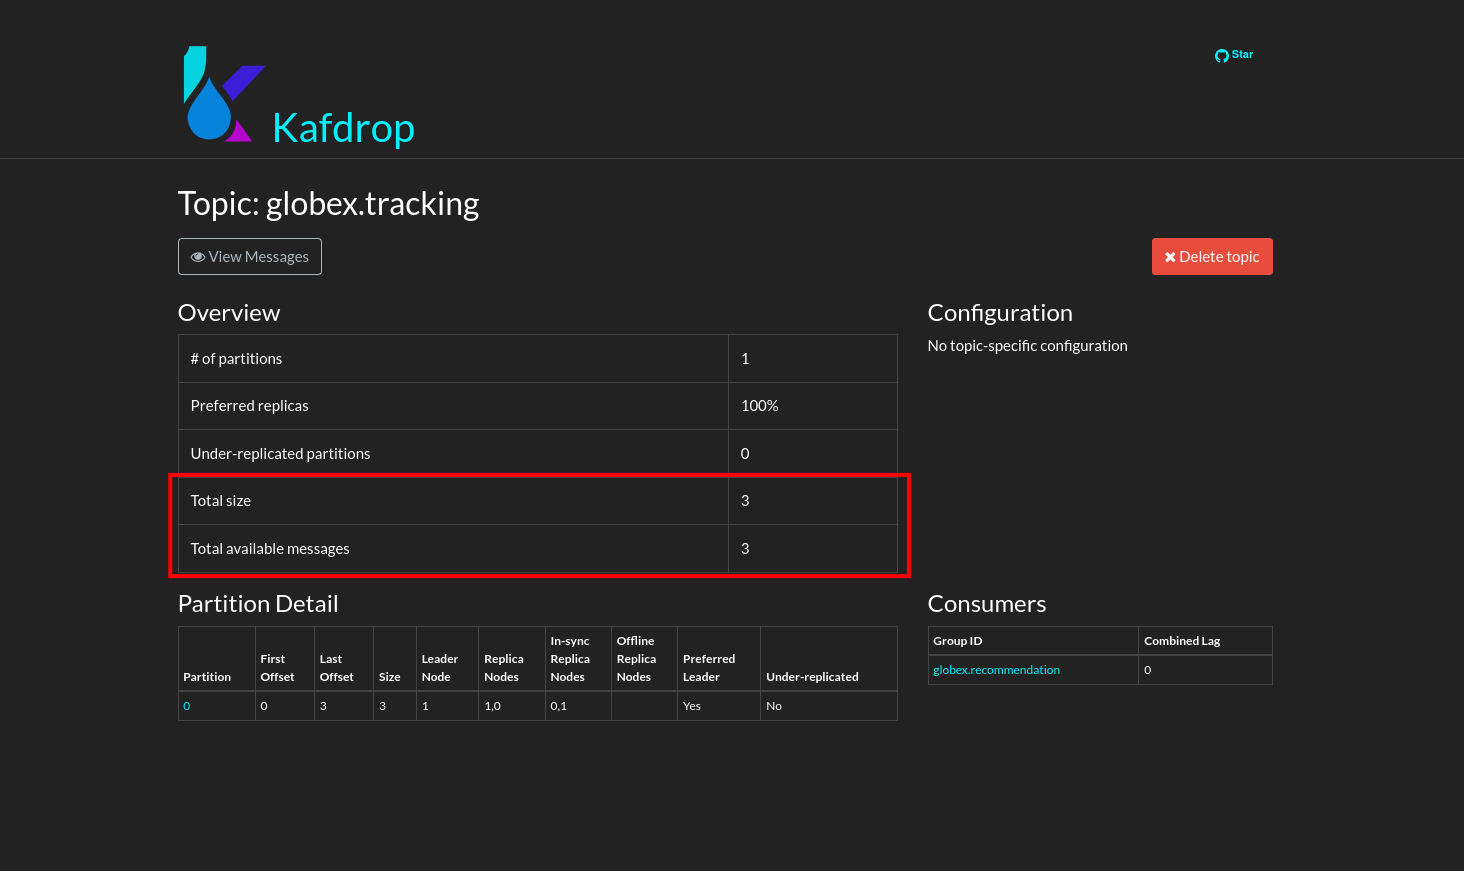 Star
Kafdrop
Topic: globex.tracking
View Messages
Delete topic
Overview
# of partitions 1
Preferred replicas 100%
Under-replicated partitions 0
Total size 3
Total available messages 3
Configuration
No topic-specific configuration
Partition Detail
Partition First Offset Last Offset Size Leader Node Replica Nodes In-sync Replica Nodes Offline Replica Nodes Preferred Leader Under-replicated
0 0 3 3 1 1,0 0,1 Yes No
Consumers
Group ID Combined Lag
globex.recommendation 0